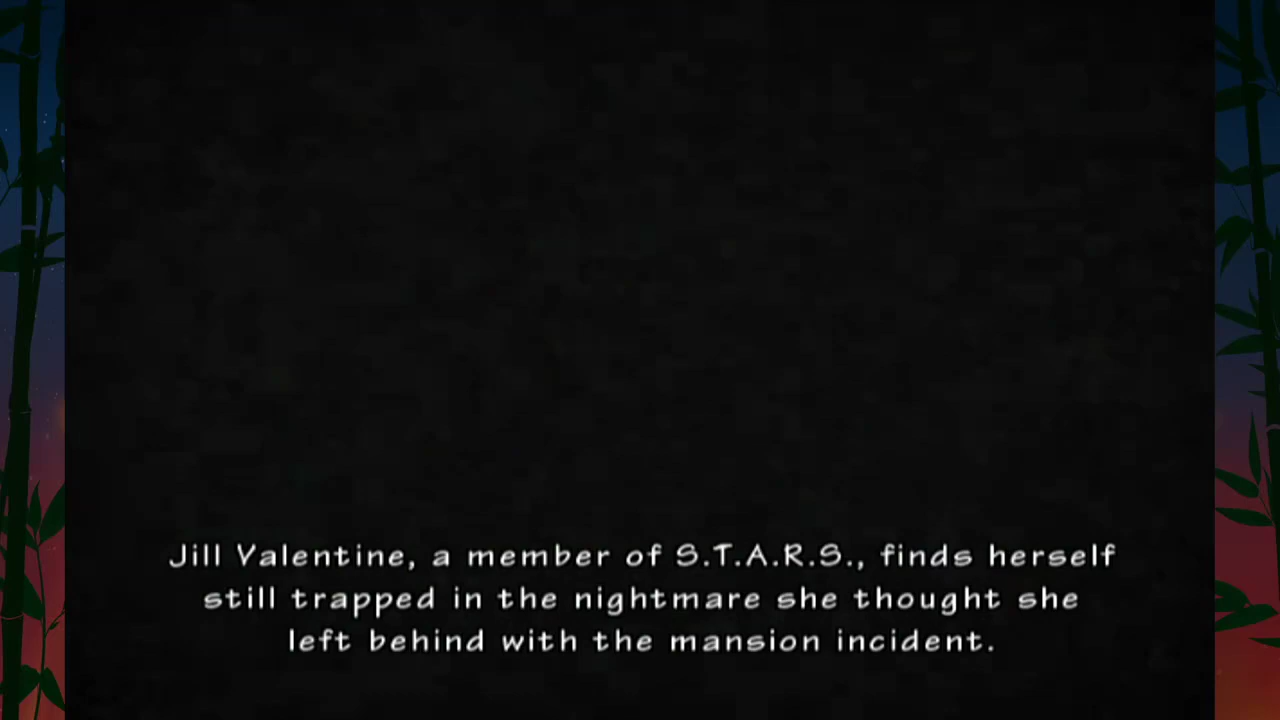 Jill Valentine, a member of S.T.A.R.S., finds herself
still trapped in the nightmare she thought she
left behind with the mansion incident.